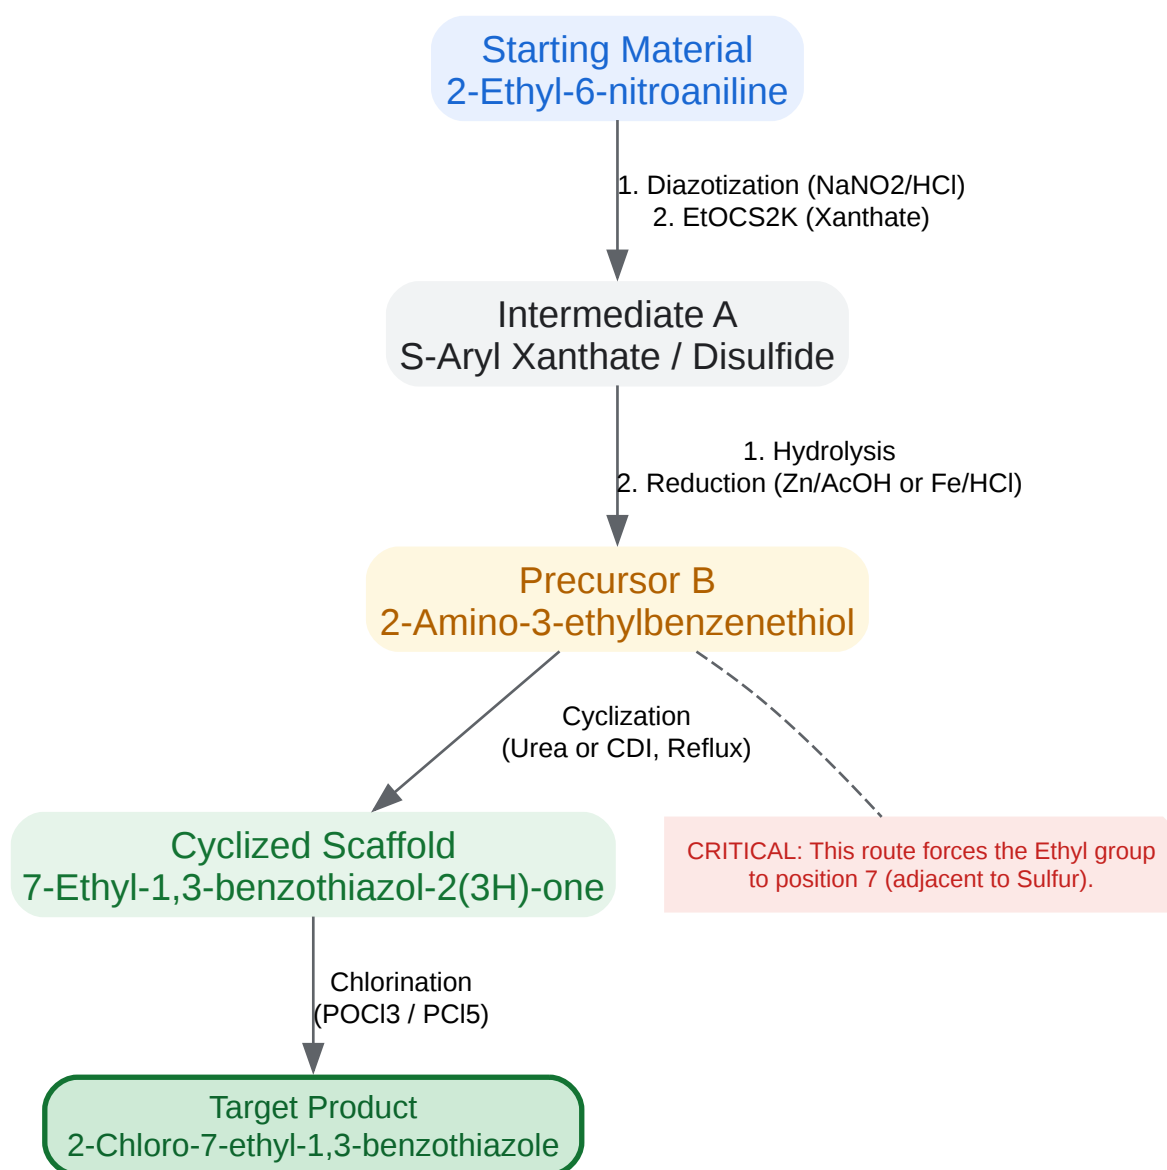 Starting Material
2-Ethyl-6-nitroaniline
1. Diazotization (NaNO2/HCl)
2. EtOCS2K (Xanthate)
Intermediate A
S-Aryl Xanthate / Disulfide
1. Hydrolysis
2. Reduction (Zn/AcOH or Fe/HCl)
Precursor B
2-Amino-3-ethylbenzenethiol
Cyclization
(Urea or CDI, Reflux)
Cyclized Scaffold
7-Ethyl-1,3-benzothiazol-2(3H)-one
CRITICAL: This route forces the Ethyl group
to position 7 (adjacent to Sulfur).
Chlorination
(POCl3 / PCl5)
Target Product
2-Chloro-7-ethyl-1,3-benzothiazole